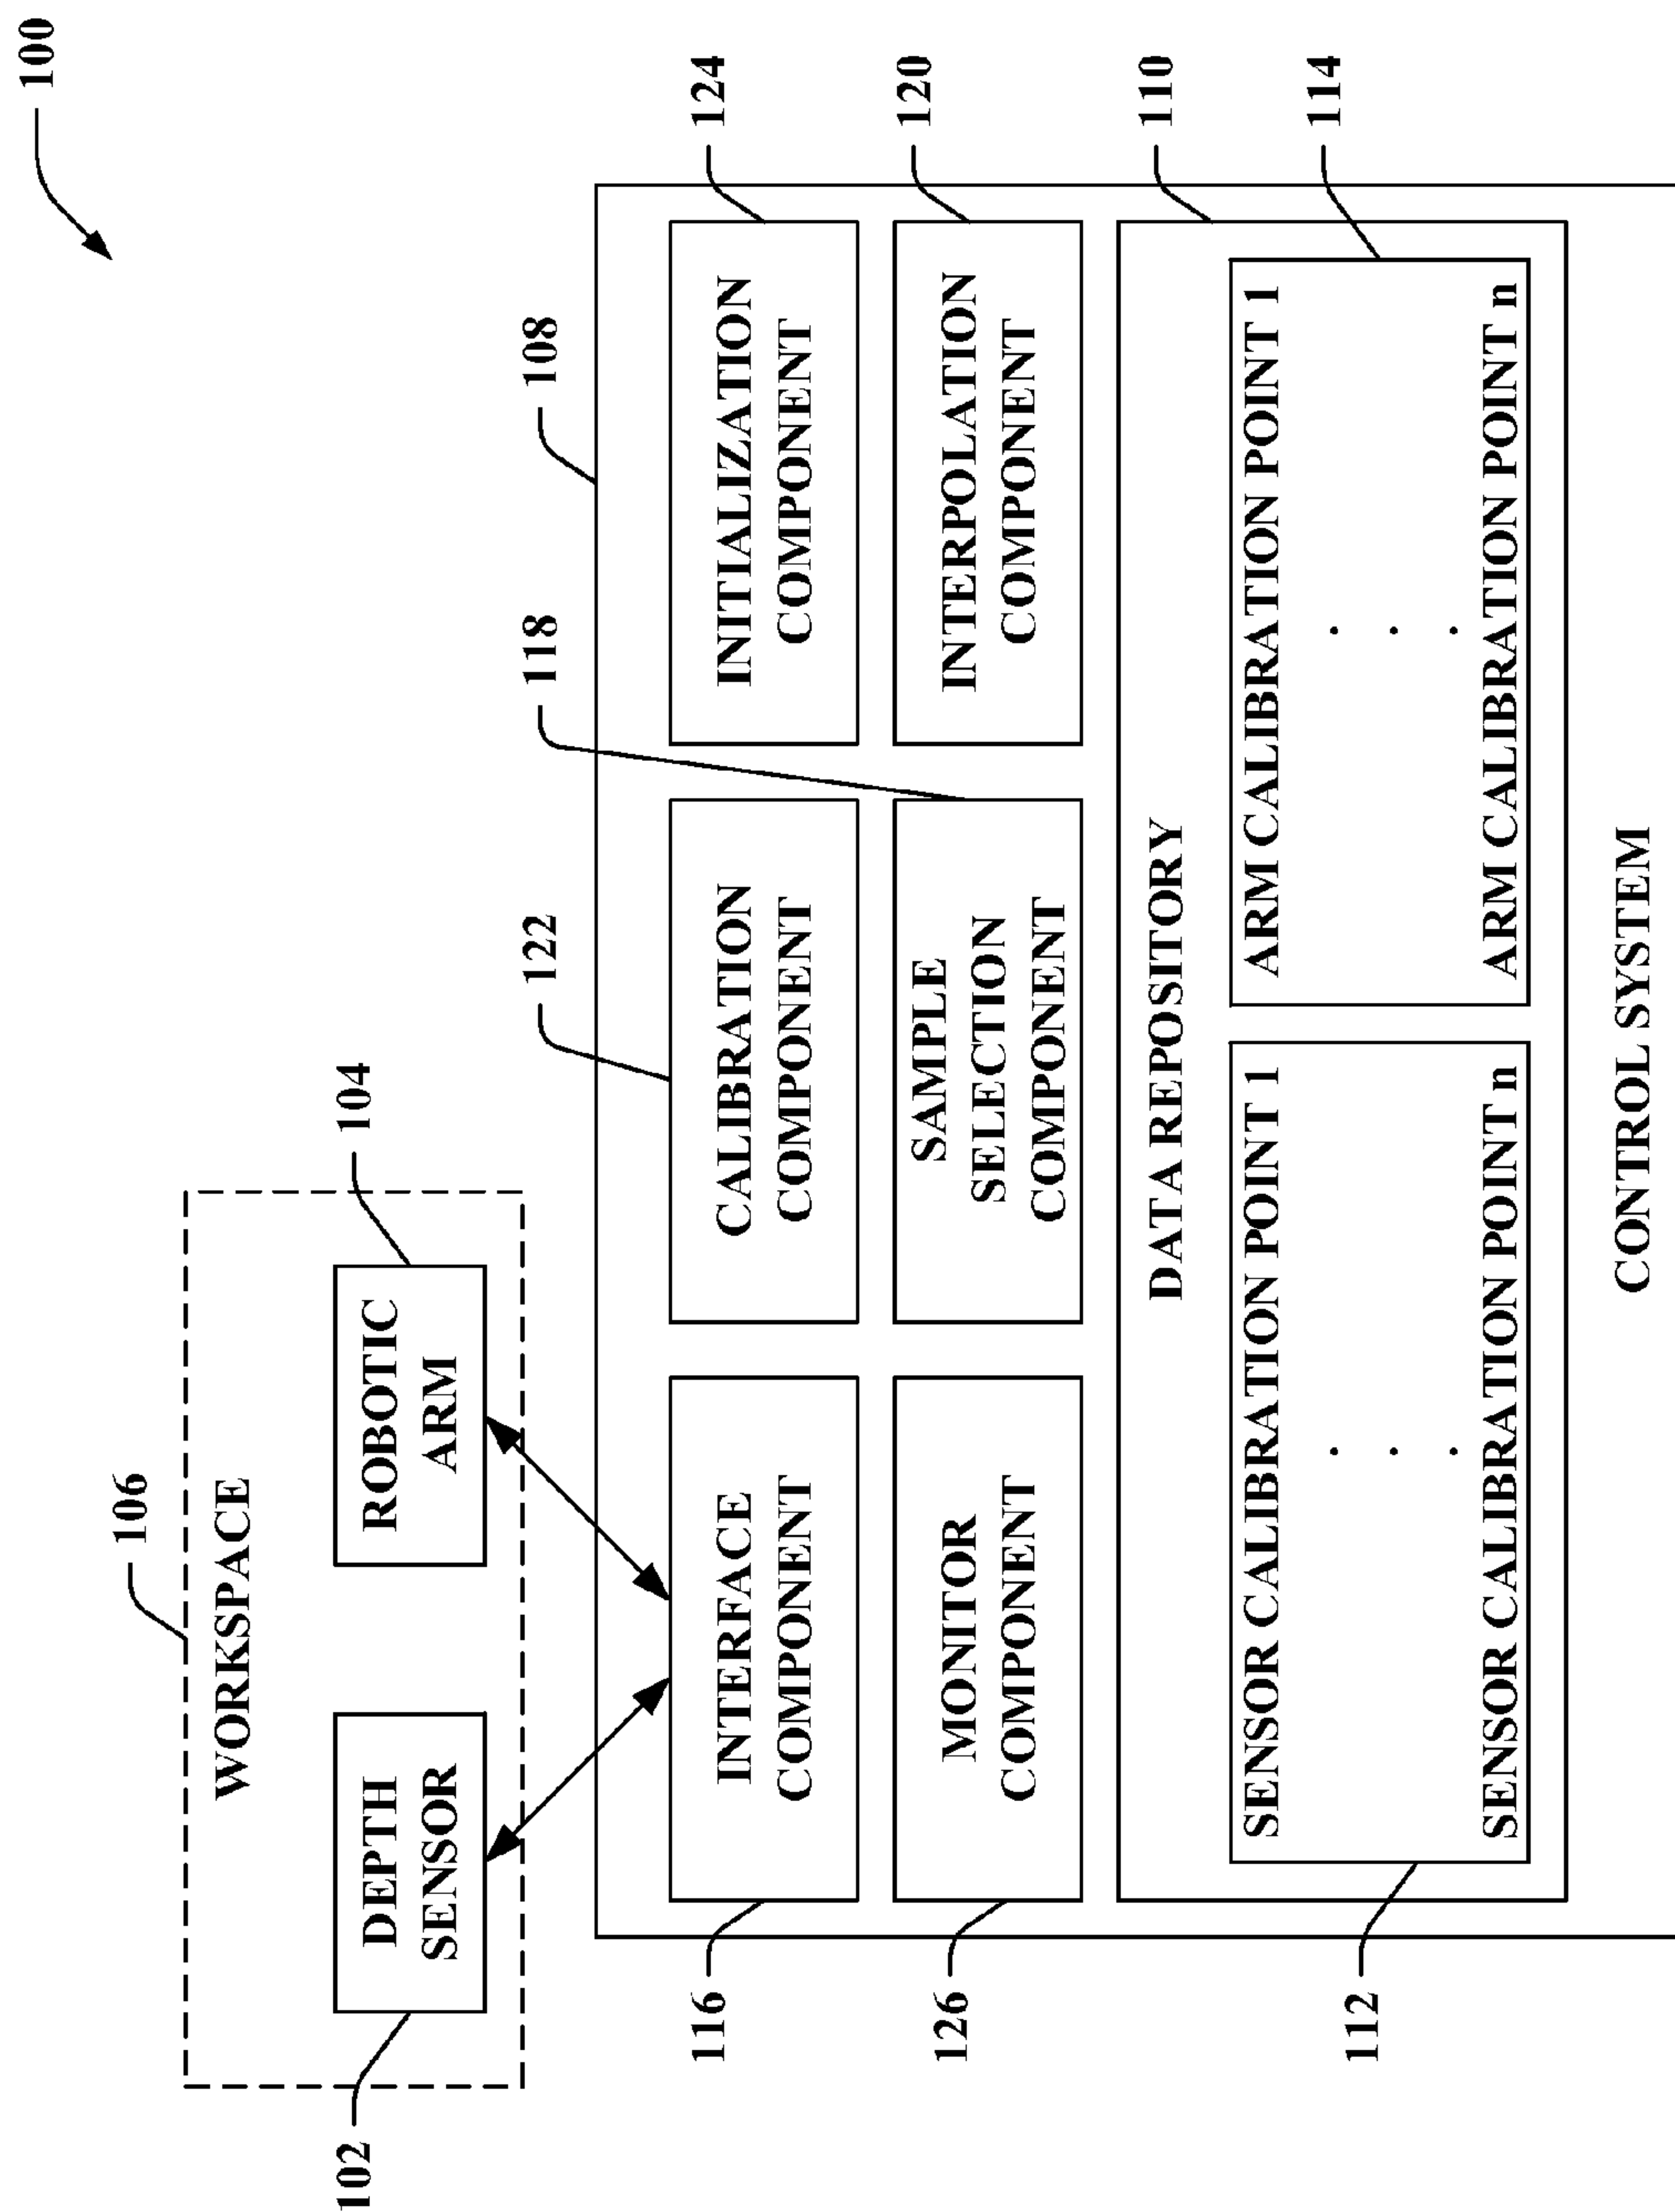 100
106
WORKSPACE
102
DEPTH
SENSOR
104
ROBOTIC
ARM
122
118
108
116
INTERFACE
COMPONENT
CALIBRATION
COMPONENT
INITIALIZATION
COMPONENT
124
126
MONITOR
COMPONENT
SAMPLE
SELECTION
COMPONENT
INTERPOLATION
COMPONENT
120
DATA REPOSITORY
110
112
SENSOR CALIBRATION POINT 1
.
.
.
SENSOR CALIBRATION POINT n
ARM CALIBRATION POINT 1
.
.
.
ARM CALIBRATION POINT n
114
CONTROL SYSTEM